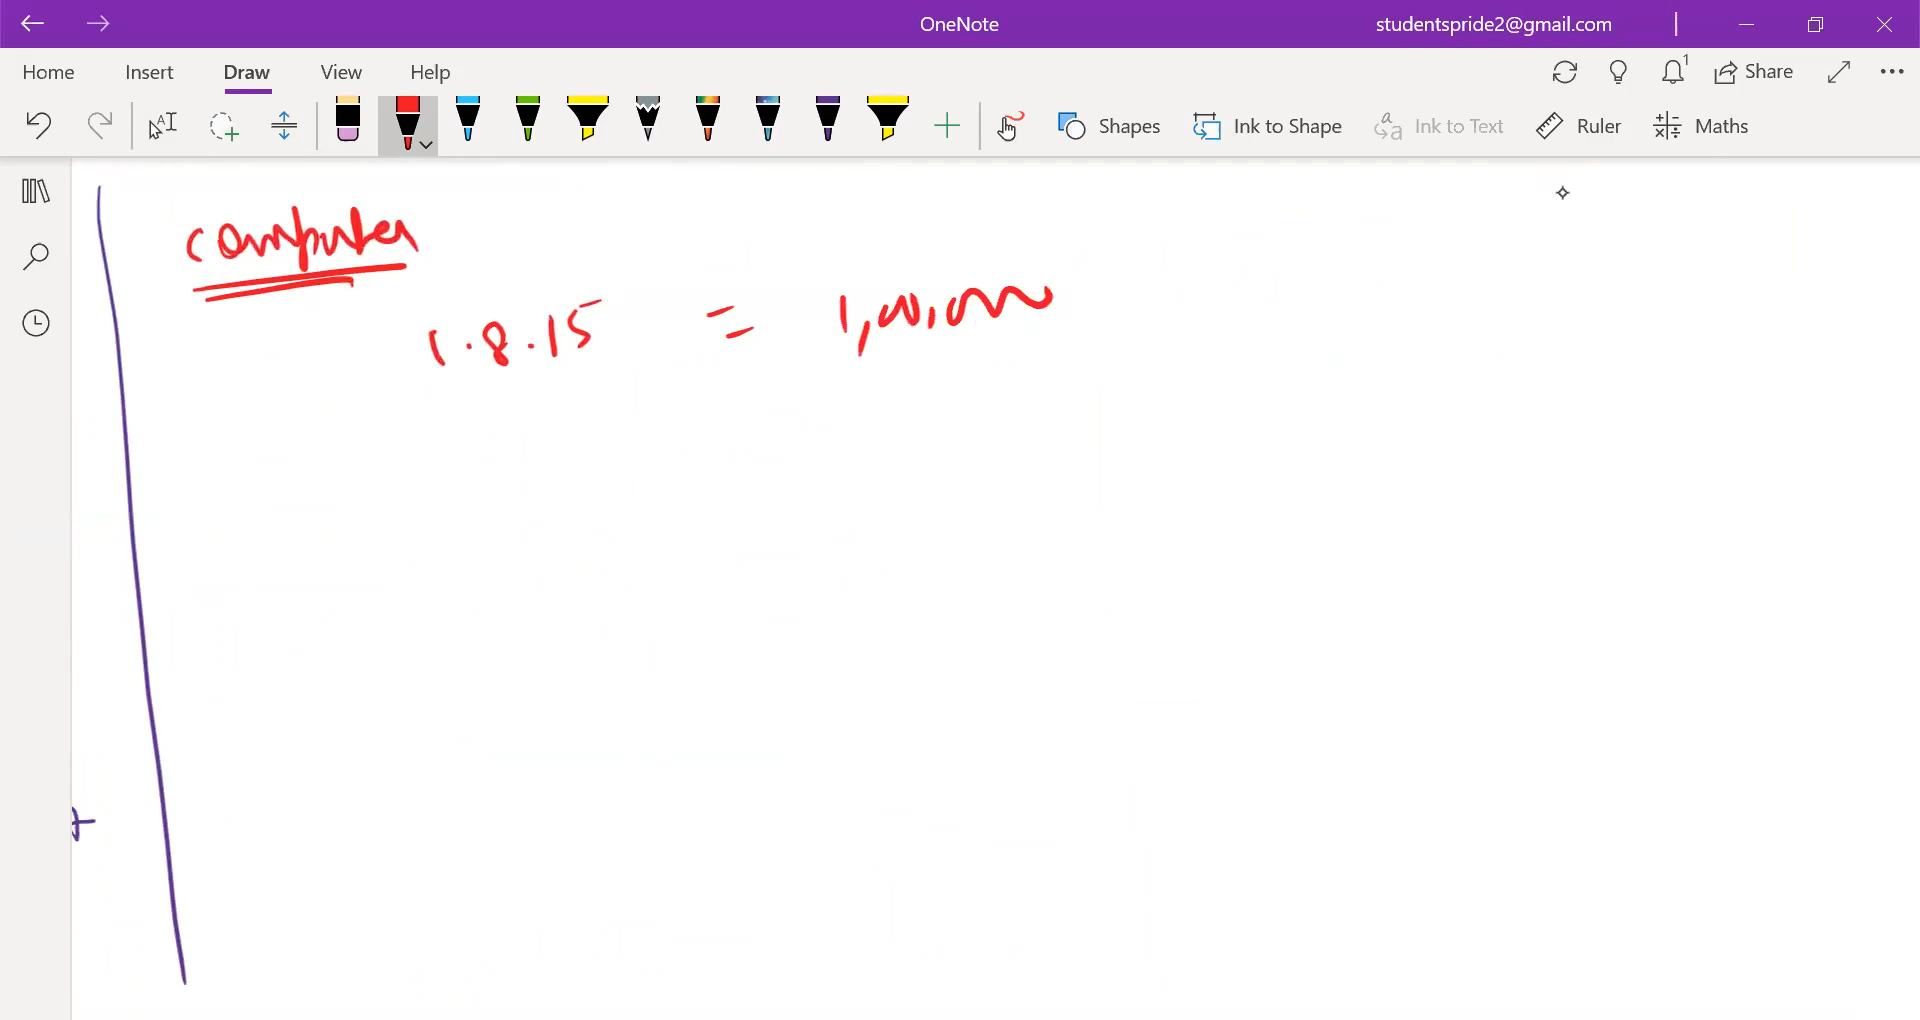 OneNote
studentspride2@gmail.com
Home Insert Draw View Help
1
Share
Shapes Ink to Shape Ink to Text Ruler Maths
computer
1.8.15 = 1,00,000
+